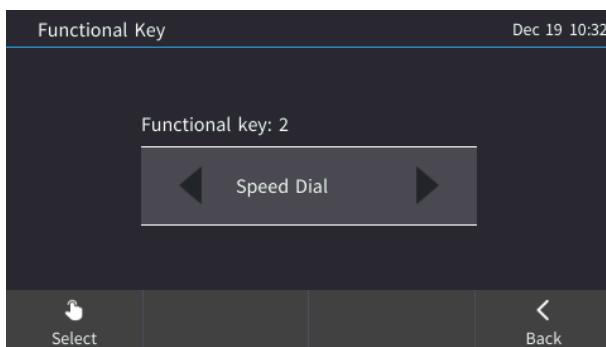 Functional Key
Dec 19 10:32
Functional key: 2
Speed Dial
Select
Back